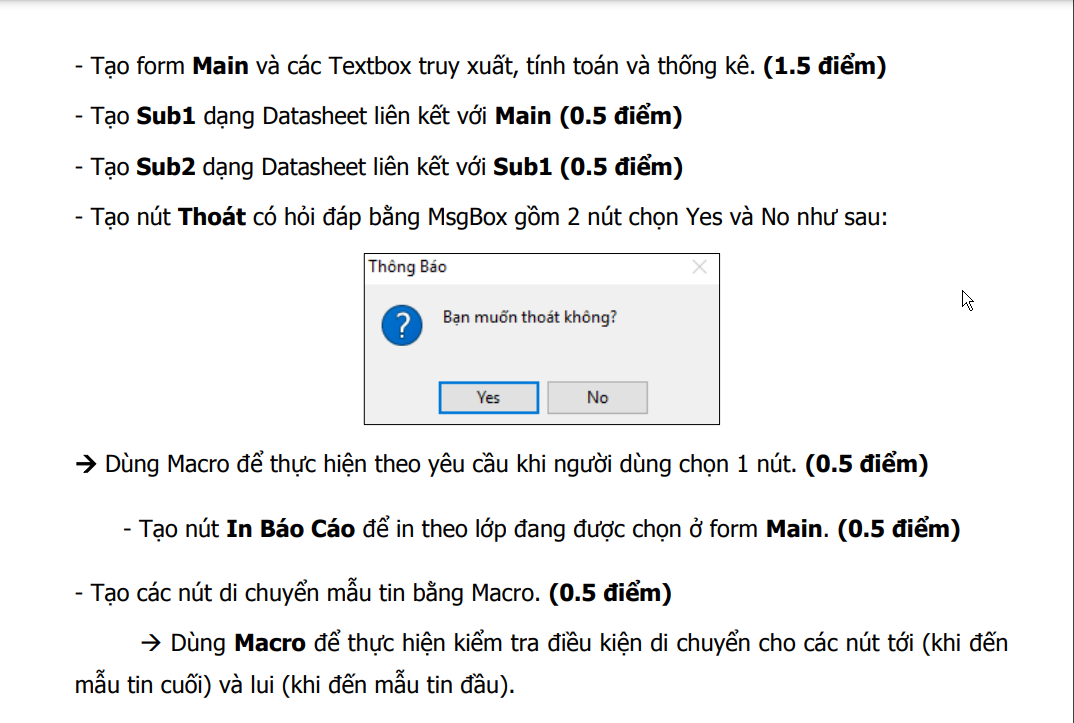 - Tạo form Main và các Textbox truy xuất, tính toán và thống kê. (1.5 điểm)
- Tạo Sub1 dạng Datasheet liên kết với Main (0.5 điểm)
- Tạo Sub2 dạng Datasheet liên kết với Sub1 (0.5 điểm)
- Tạo nút Thoát có hỏi đáp bằng MsgBox gồm 2 nút chọn Yes và No như sau:
Thông Báo
Bạn muốn thoát không?
Yes No
→ Dùng Macro để thực hiện theo yêu cầu khi người dùng chọn 1 nút. (0.5 điểm)
- Tạo nút In Báo Cáo để in theo lớp đang được chọn ở form Main. (0.5 điểm)
- Tạo các nút di chuyển mẫu tin bằng Macro. (0.5 điểm)
→ Dùng Macro để thực hiện kiểm tra điều kiện di chuyển cho các nút tới (khi đến
mẫu tin cuối) và lui (khi đến mẫu tin đầu).